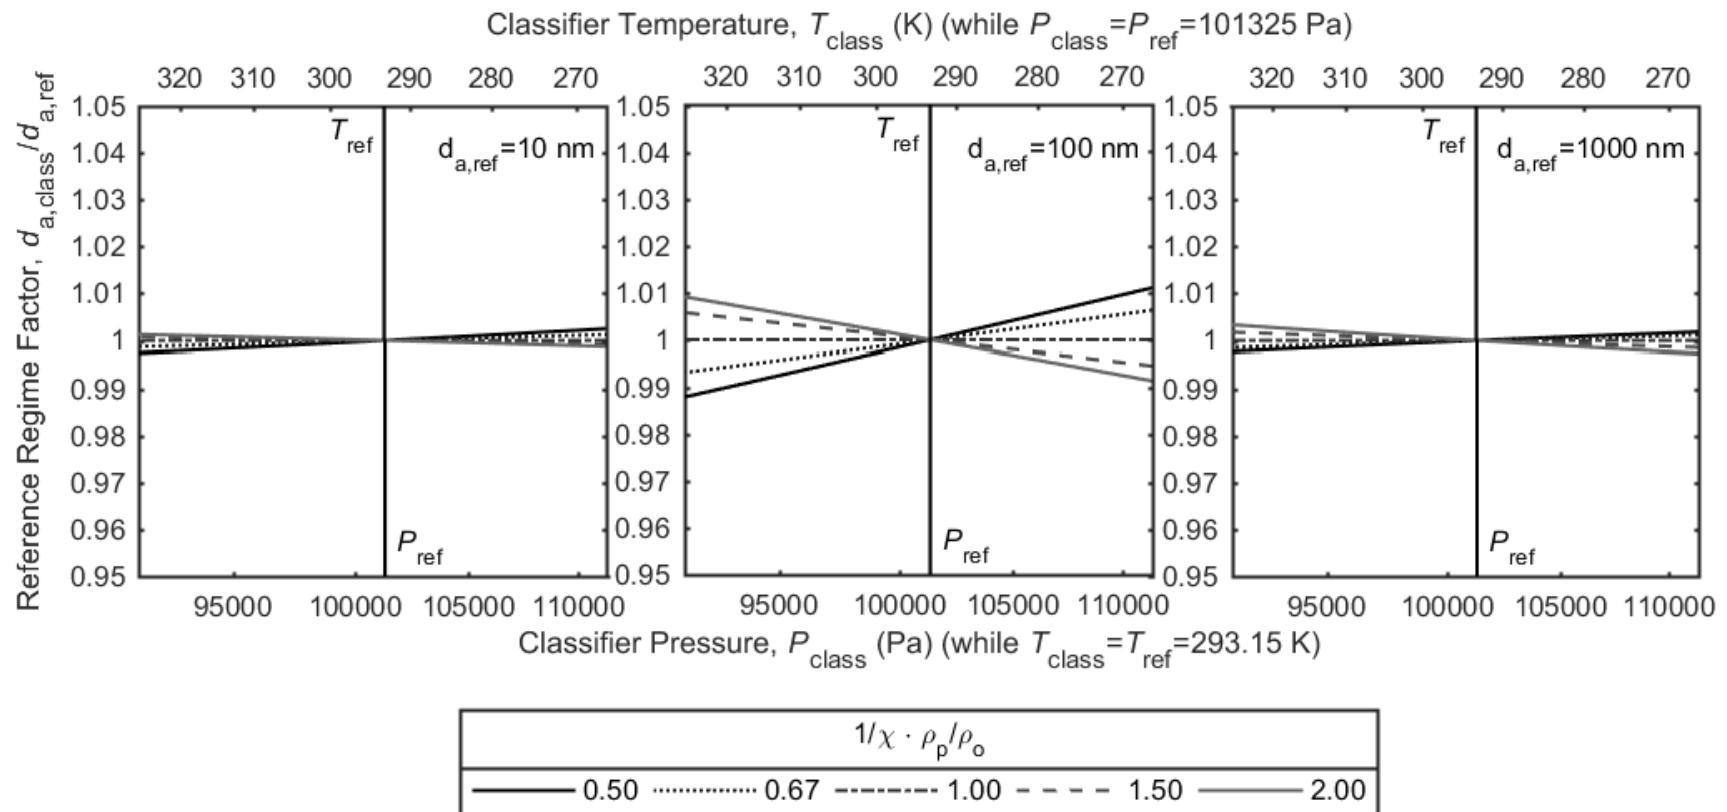 Classifier Temperature, T_class (K) (while P_class=P_ref=101325 Pa)
320 310 300 290 280 270 320 310 300 290 280 270 320 310 300 290 280 270
Reference Regime Factor, d_a,class/d_a,ref
1.05 1.05 1.05
T_ref T_ref T_ref
d_a,ref=10 nm d_a,ref=100 nm d_a,ref=1000 nm
1.04 1.04 1.04
1.03 1.03 1.03
1.02 1.02 1.02
1.01 1.01 1.01
1 1 1
0.99 0.99 0.99
0.98 0.98 0.98
0.97 0.97 0.97
0.96 0.96 0.96
P_ref P_ref P_ref
0.95 0.95 0.95
95000 100000 105000 110000 95000 100000 105000 110000 95000 100000 105000 110000
Classifier Pressure, P_class (Pa) (while T_class=T_ref=293.15 K)
1/χ · ρ_p/ρ_o
0.50 0.67 1.00 1.50 2.00